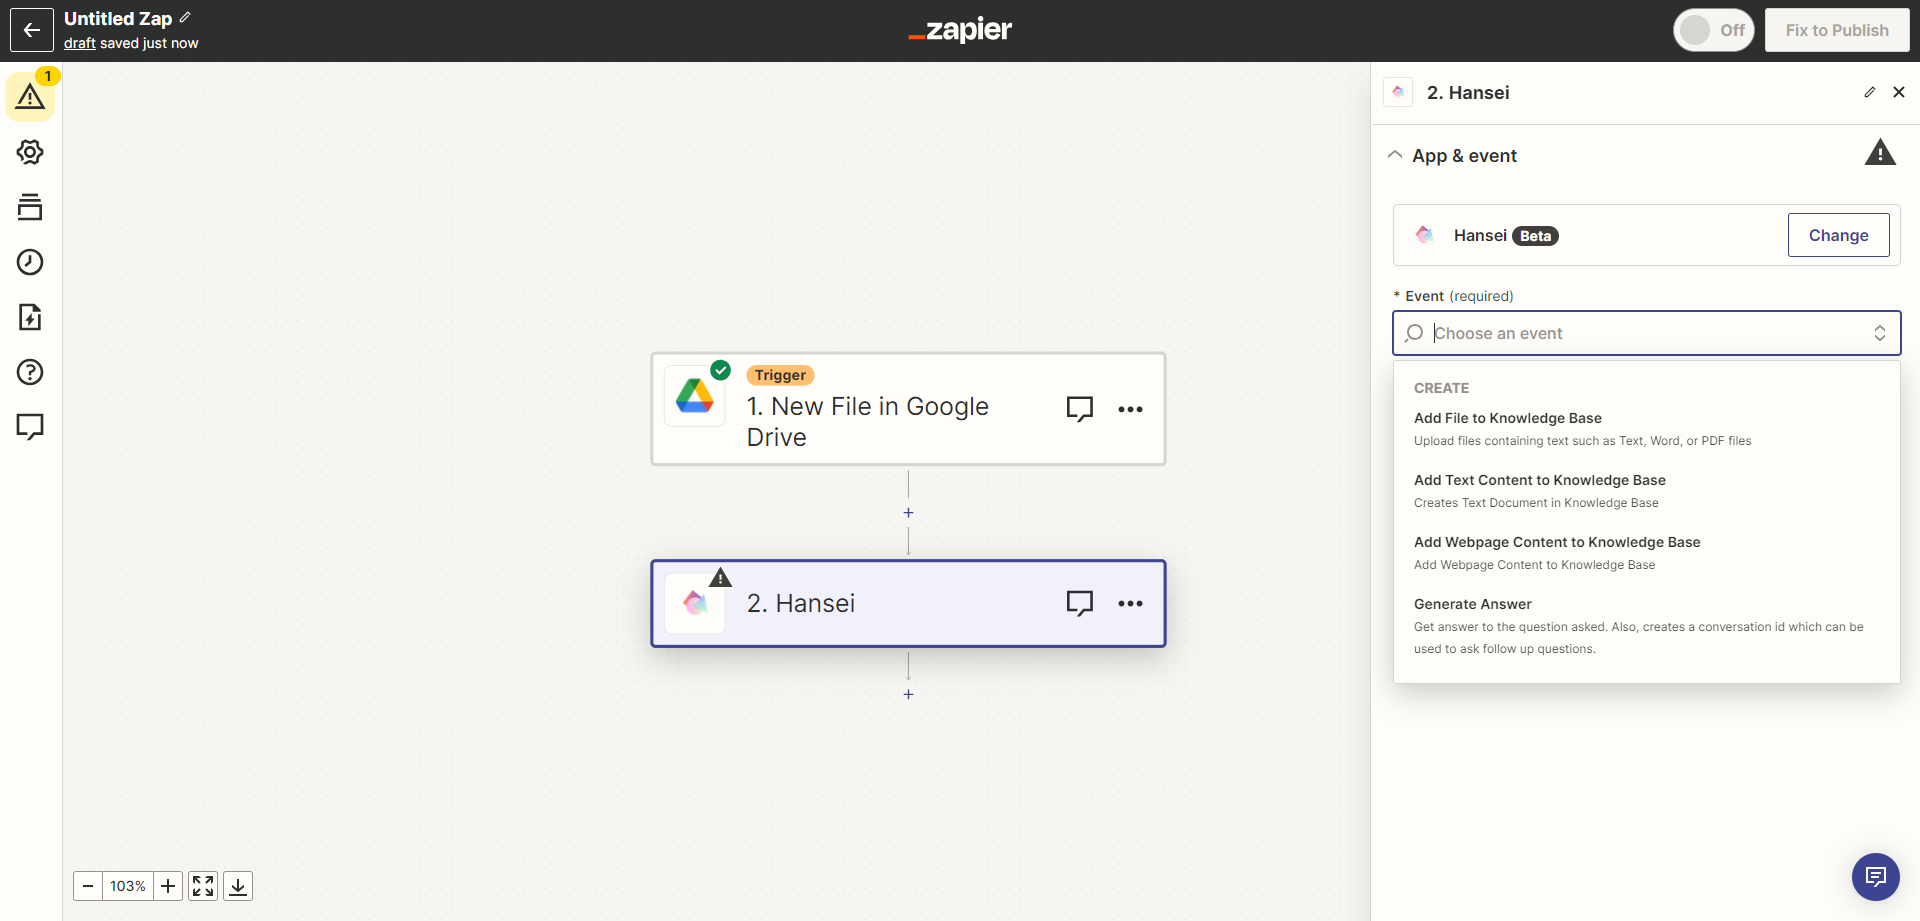 Untitled Zap
draft saved just now
zapier
Off
Fix to Publish
1
2. Hansei
App & event
Hansei Beta
Change
* Event (required)
Choose an event
CREATE
Add File to Knowledge Base
Upload files containing text such as Text, Word, or PDF files
Add Text Content to Knowledge Base
Creates Text Document in Knowledge Base
Add Webpage Content to Knowledge Base
Add Webpage Content to Knowledge Base
Generate Answer
Get answer to the question asked. Also, creates a conversation id which can be
used to ask follow up questions.
Trigger
1. New File in Google
Drive
2. Hansei
103%